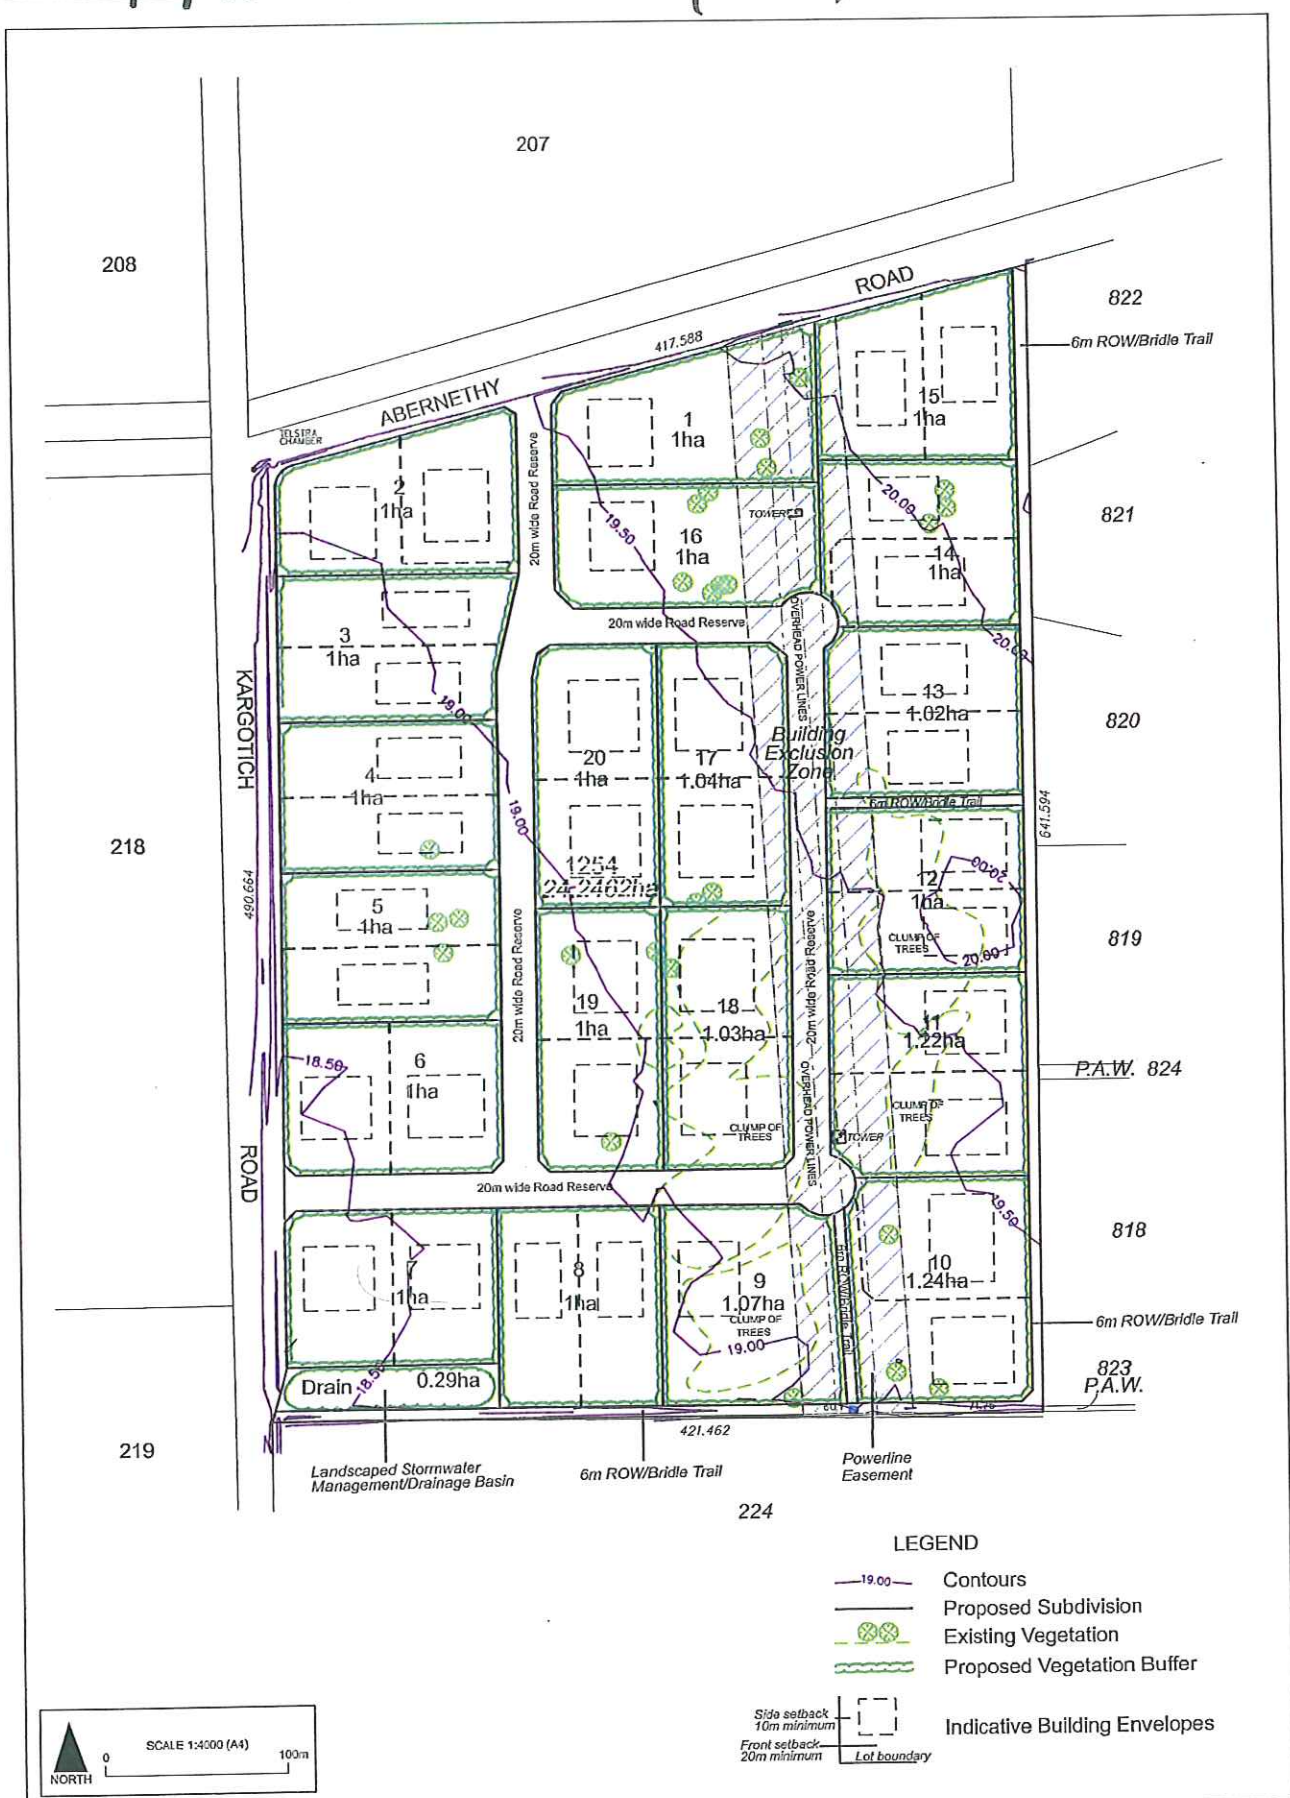 207
208
822
ROAD
6m ROW/Bridle Trail
417.588
ABERNETHY
TELSTRA
CHAMBER
1
1ha
15
1ha
2
1ha
20m wide Road Reserve
19.50
16
1ha
TOWER
20.00
821
14
1ha
20m wide Road Reserve
OVERHEAD POWER LINES
20.00
3
1ha
19.00
13
1.02ha
820
KARGOTICH
Building
Exclusion
Zone
20
1ha
17
1.04ha
4
1ha
19.00
6m ROW/Bridle Trail
641.594
218
1254
24.2462ha
490.664
12
1ha
20.00
5
1ha
CLUMP OF
TREES
20.00
819
20m wide Road Reserve
20m wide Road Reserve
19
1ha
18
1.03ha
11
1.22ha
18.50
6
1ha
P.A.W. 824
CLUMP OF
TREES
CLUMP OF
TREES
OVERHEAD POWER LINES
TOWER
ROAD
20m wide Road Reserve
19.50
818
7
1ha
8
1ha
9
1.07ha
CLUMP OF
TREES
19.00
6m ROW/Bridle Trail
10
1.24ha
6m ROW/Bridle Trail
Drain
18.50
0.29ha
823
P.A.W.
421.462
219
Landscaped Stormwater
Management/Drainage Basin
6m ROW/Bridle Trail
Powerline
Easement
224
LEGEND
19.00 Contours
Proposed Subdivision
Existing Vegetation
Proposed Vegetation Buffer
Side setback
10m minimum
Indicative Building Envelopes
Front setback
20m minimum
Lot boundary
NORTH
SCALE 1:4000 (A4)
0 100m